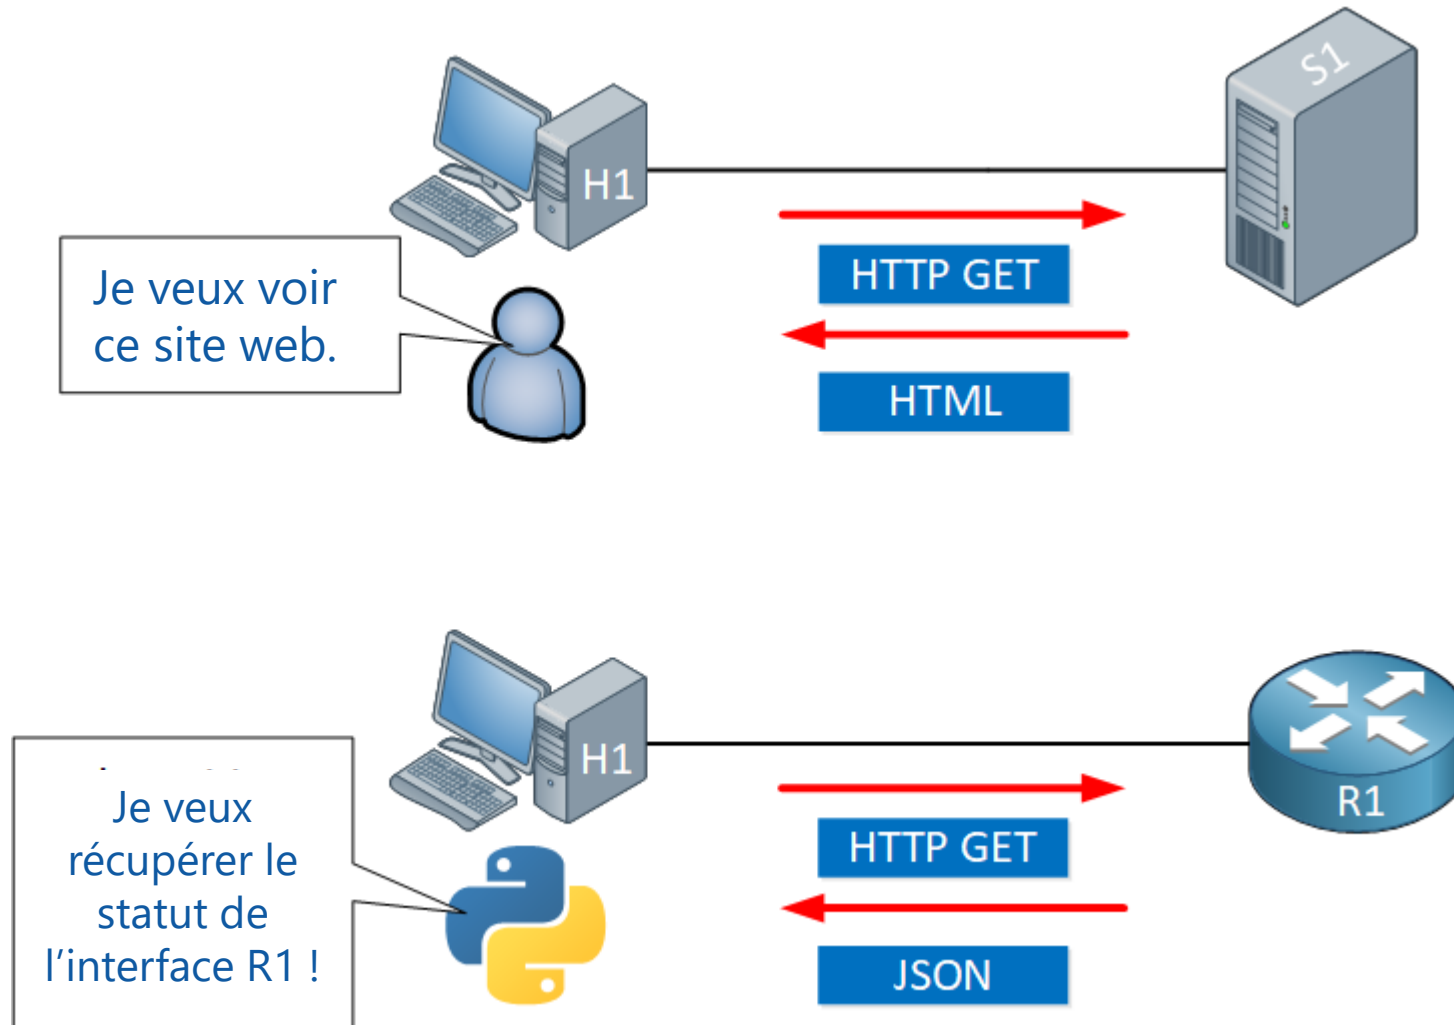 S1
H1
HTTP GET
Je veux voir
ce site web.
HTML
H1
R1
Je veux
récupérer le
statut de
l’interface R1 !
HTTP GET
JSON